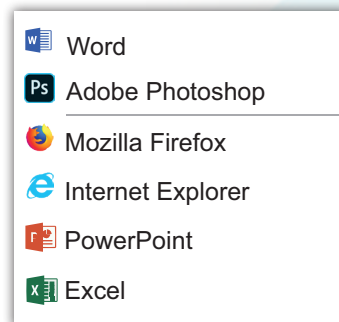 Word
Adobe Photoshop
Mozilla Firefox
Internet Explorer
PowerPoint
Excel